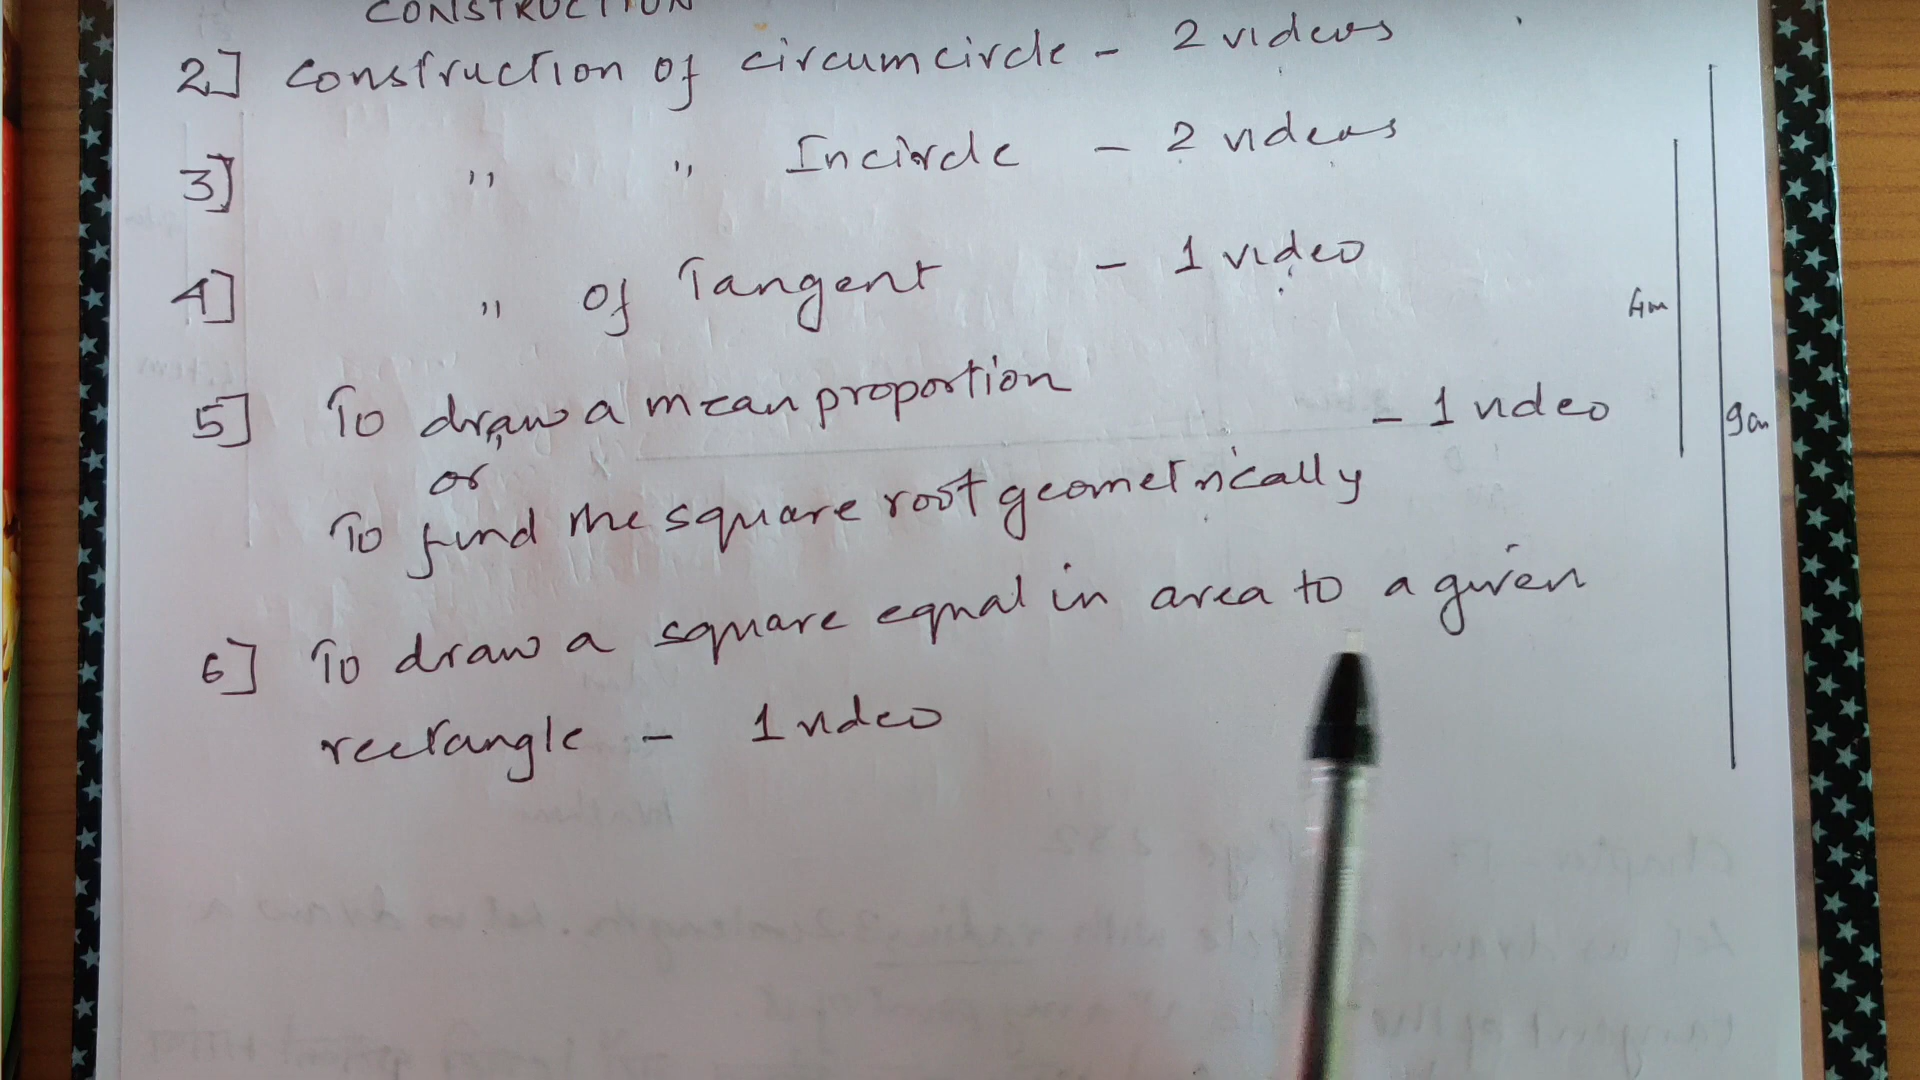 CONSTRUCTION
2] Construction of circumcircle - 2 videos
3] " " Incircle - 2 videos
4] " of Tangent - 1 video
5] To draw a mean proportion
or - 1 video
To find the square root geometrically
6] To draw a square equal in area to a given
rectangle - 1 video
4m
9cm